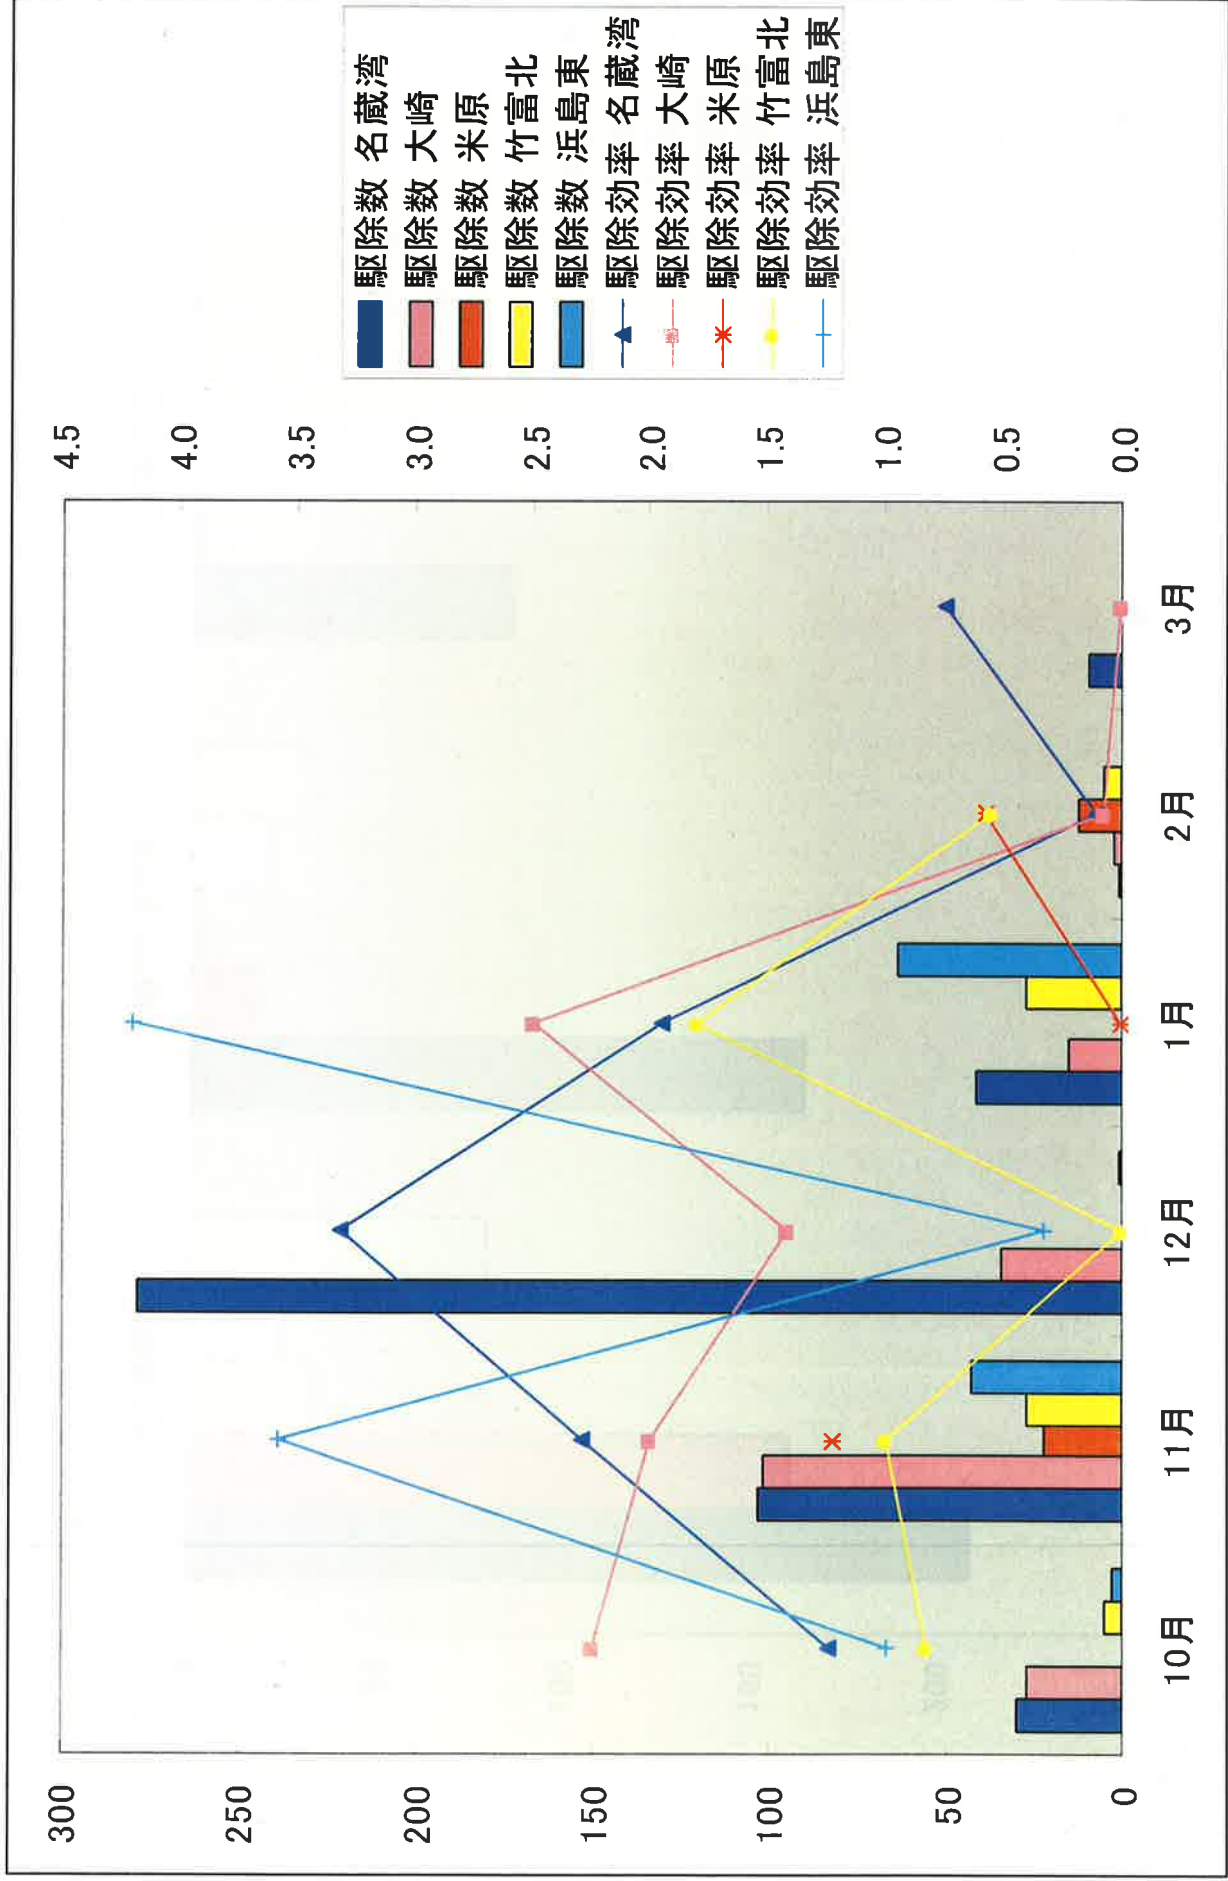 300
250
200
150
100
50
0
4.5
4.0
3.5
3.0
2.5
2.0
1.5
1.0
0.5
0.0
10月
11月
12月
1月
2月
3月
駆除数 名蔵湾
駆除数 大崎
駆除数 米原
駆除数 竹富北
駆除数 浜島東
駆除効率 名蔵湾
駆除効率 大崎
駆除効率 米原
駆除効率 竹富北
駆除効率 浜島東